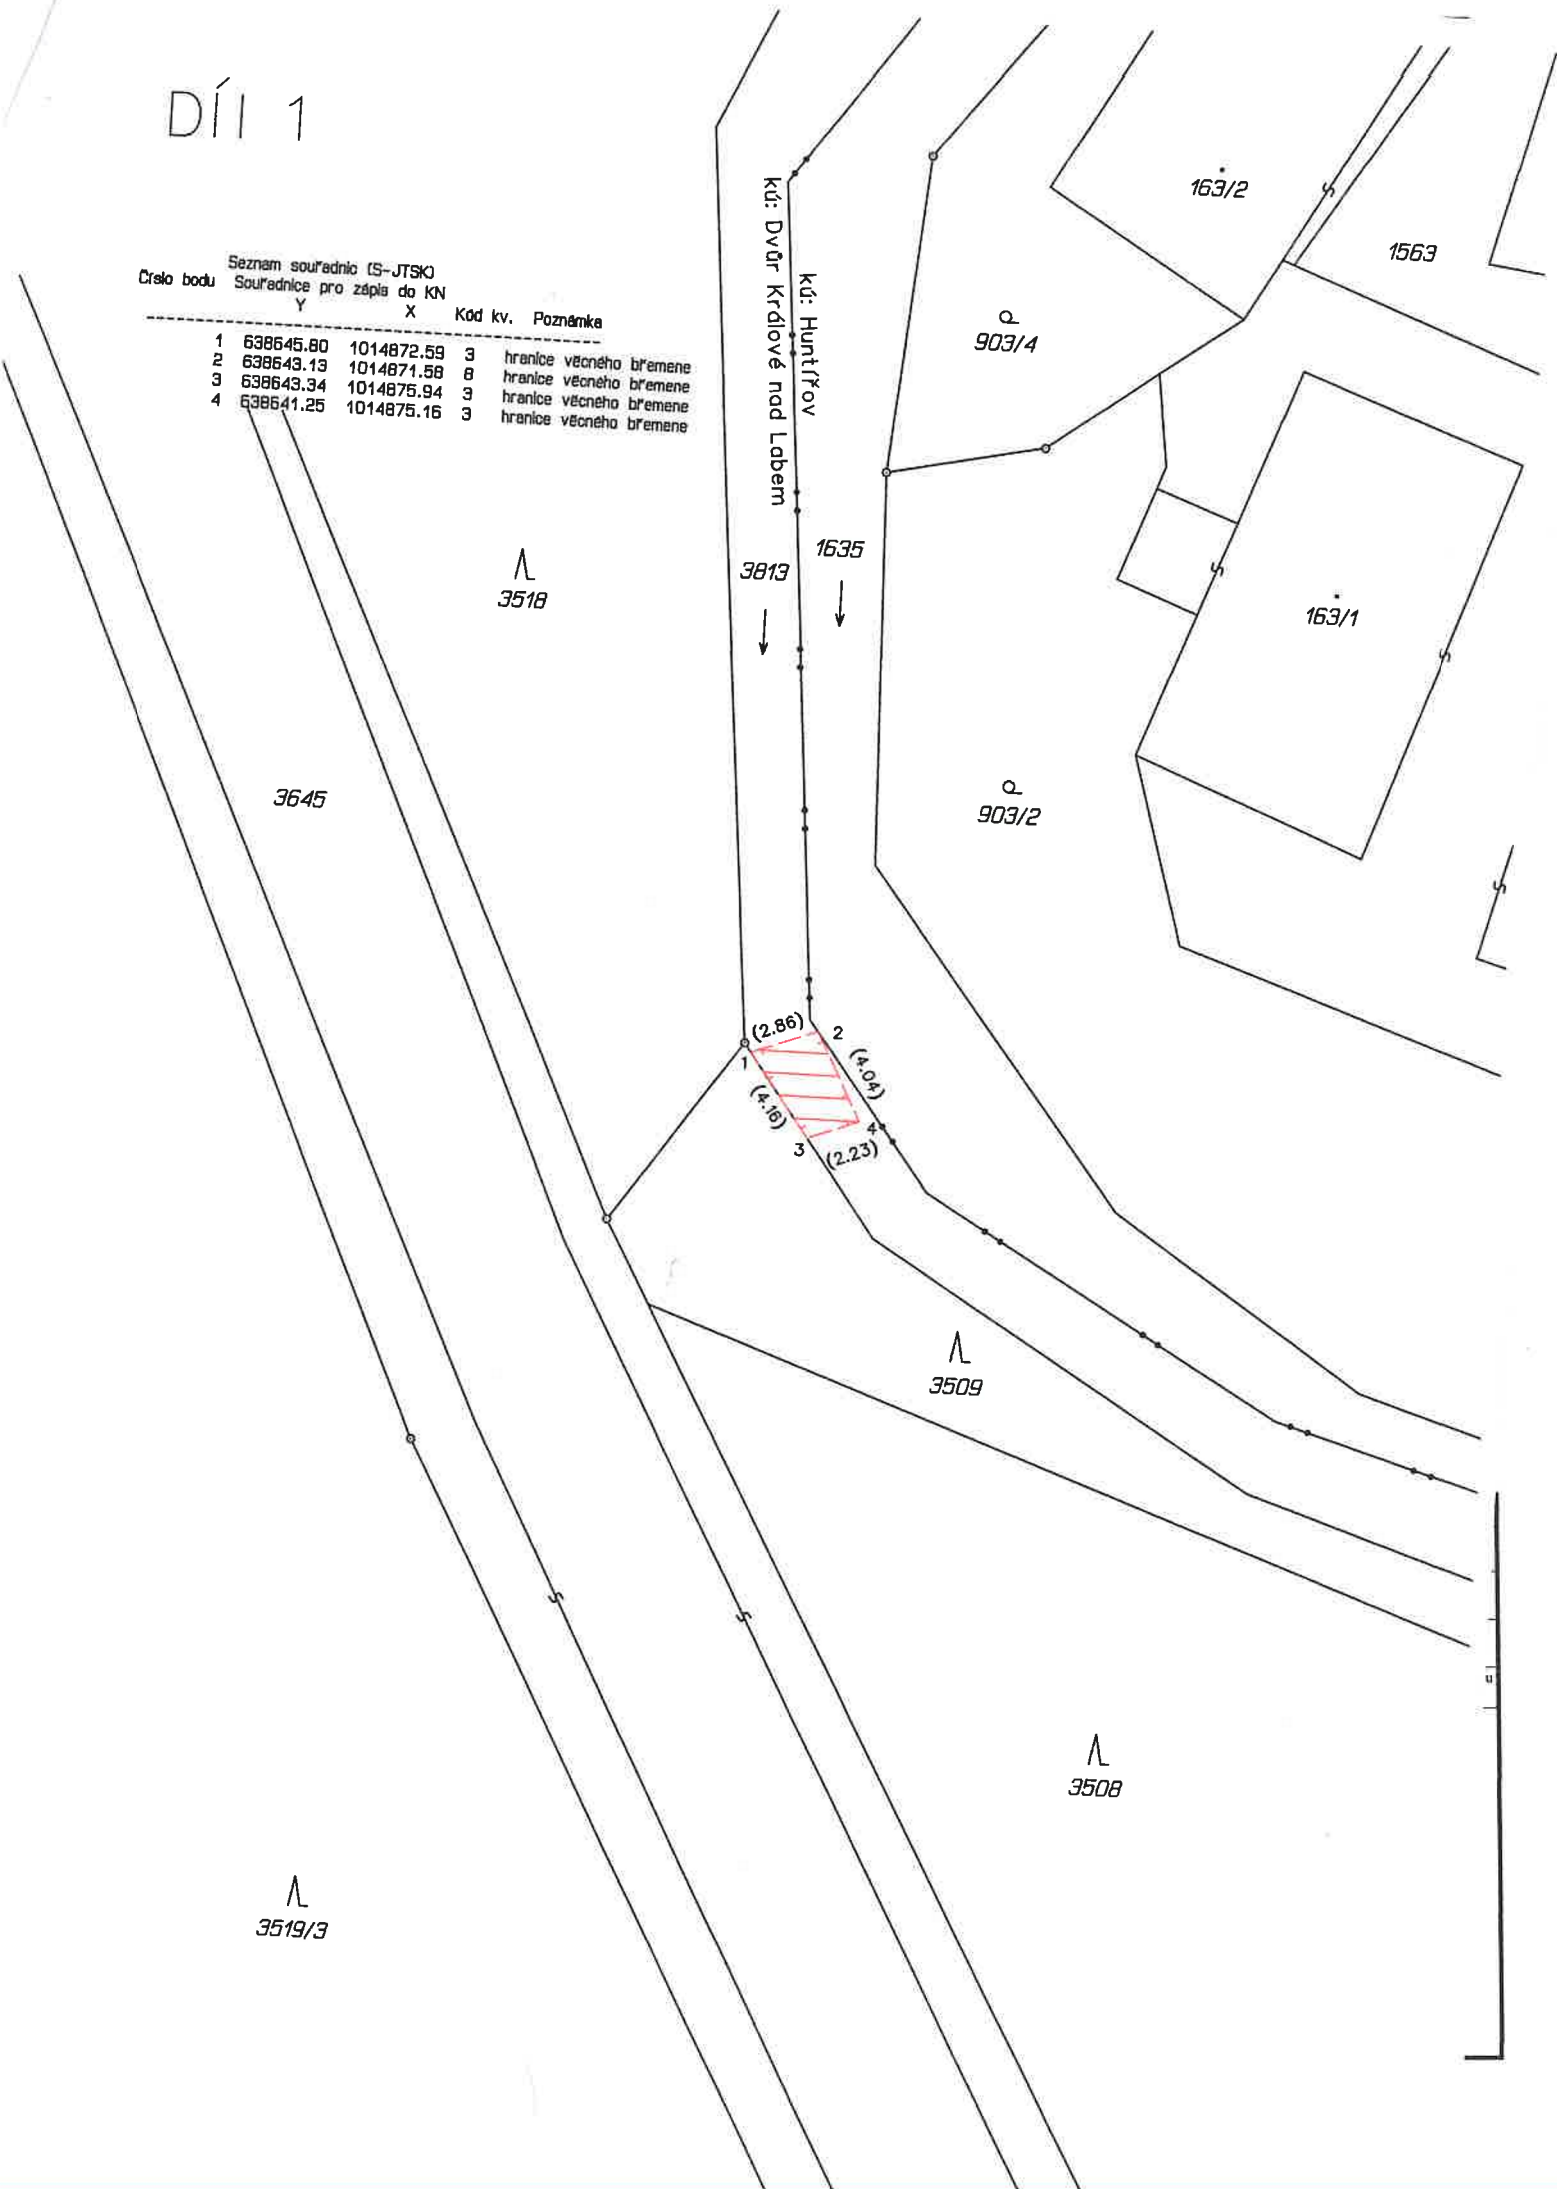 Díl 1
Seznam souřadnic (S-JTSK)
Číslo bodu Souřadnice pro zápis do KN
Y X Kód kv. Poznámka
1 638645.80 1014872.59 3 hranice věcného břemene
2 638643.13 1014871.58 8 hranice věcného břemene
3 638643.34 1014875.94 3 hranice věcného břemene
4 638641.25 1014875.16 3 hranice věcného břemene
kú: Dvůr Králové nad Labem
kú: Huntířov
163/2
1563
903/4
1635
3813
3518
163/1
3645
903/2
(2.86)
2
1
(4.04)
(4.16)
4
3
(2.23)
3509
3508
3519/3